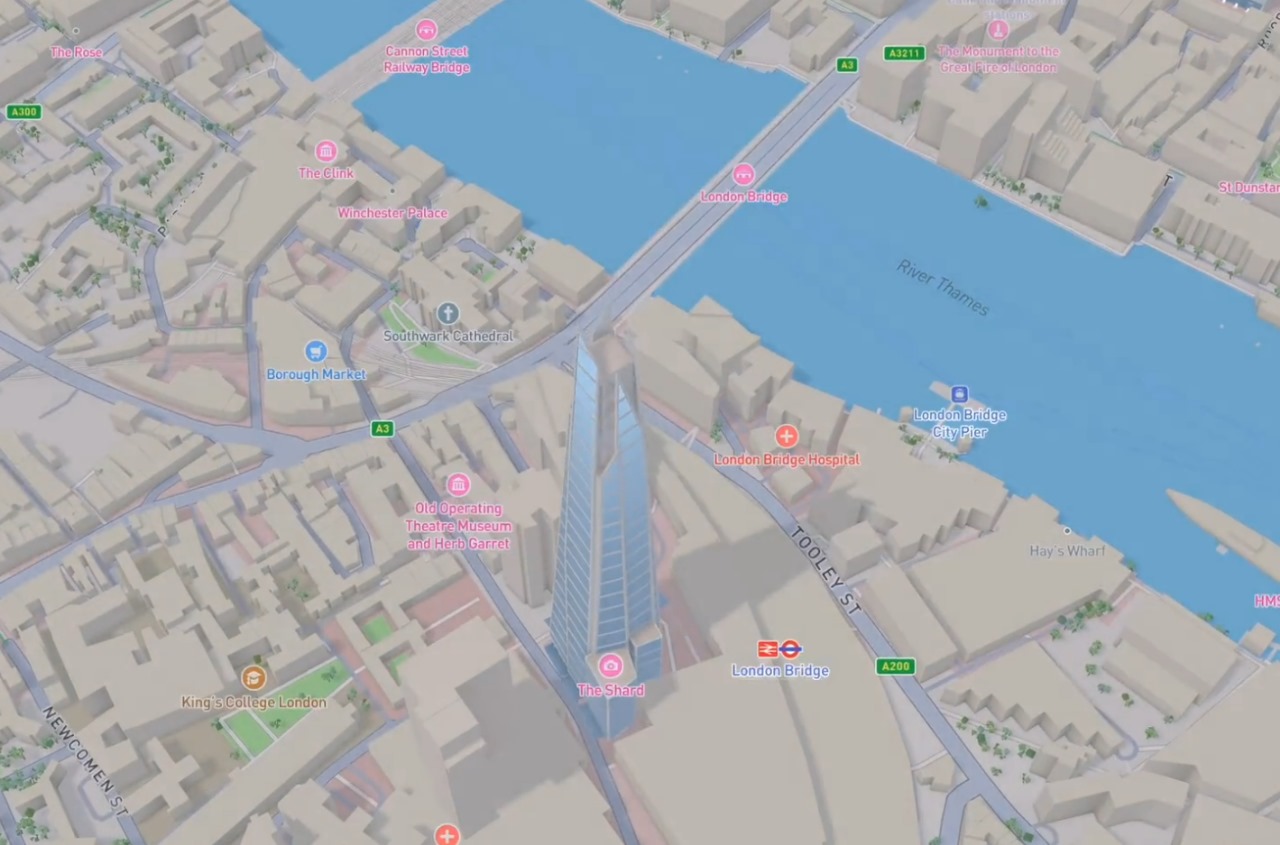 The Rose
Cannon Street
Railway Bridge
A3
A3211
The Monument to the
Great Fire of London
A300
The Clink
London Bridge
Winchester Palace
St Dunstan
River Thames
Southwark Cathedral
Borough Market
London Bridge
City Pier
A3
London Bridge Hospital
Old Operating
Theatre Museum
and Herb Garret
Hay's Wharf
TOOLEY ST
HMS
London Bridge
A200
King's College London
The Shard
NEWCOMEN ST